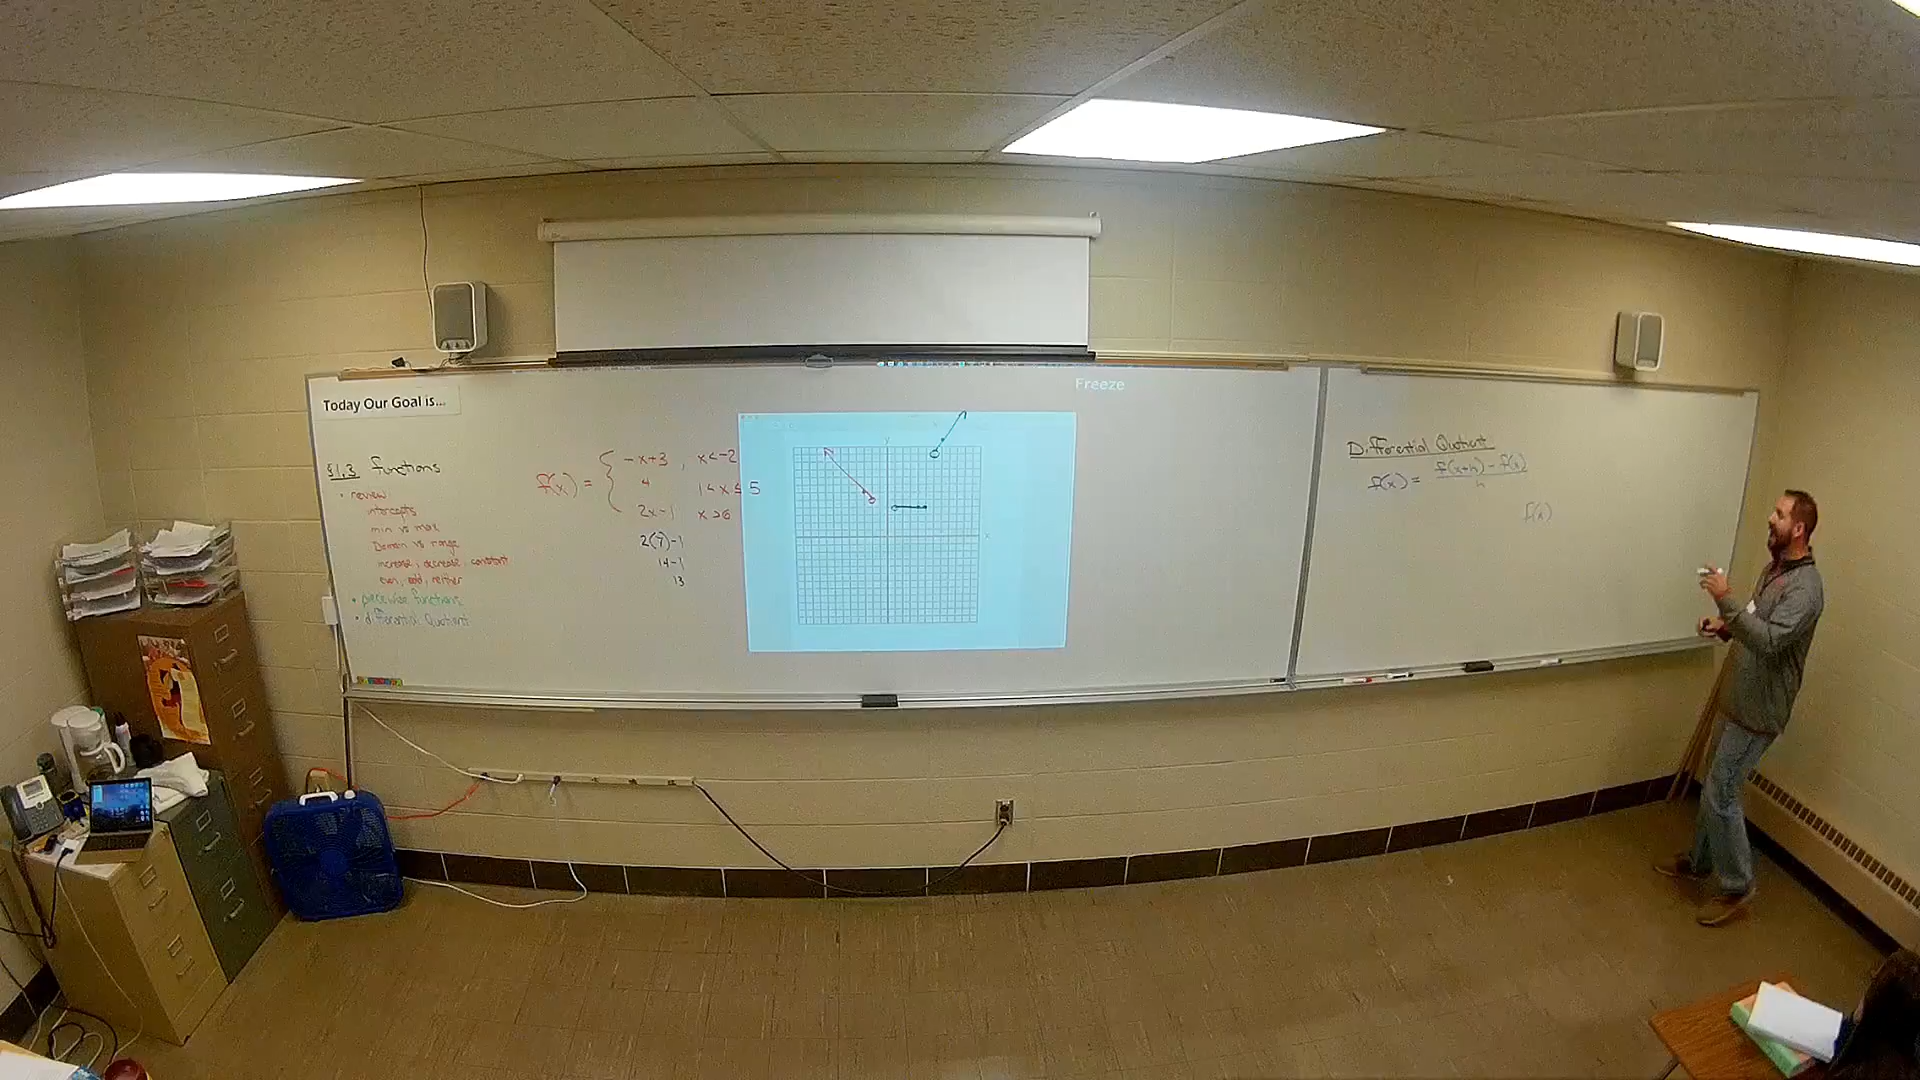 Today Our Goal is...
§1.3 functions
• review
intercepts
min vs max
Domain vs range
increase, decrease, constant
even, odd, neither
• piecewise functions
• differential Quotient
f(x) = { -x+3 , x<-2
4 1<x≤5
2x-1 x>6
2(7)-1
14-1
13
Freeze
y
x
Differential Quotient
f(x) = f(x+h)-f(x)
h
f(x)